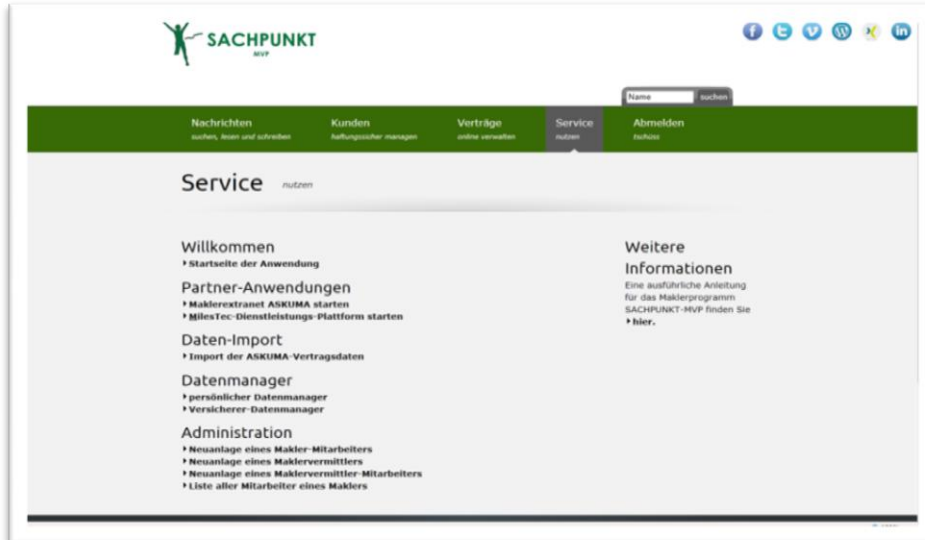 SACHPUNKT
MVP
Name suchen
Nachrichten
suchen, lesen und schreiben
Kunden
haftungssicher managen
Verträge
online verwalten
Service
nutzen
Abmelden
tschüss
Service nutzen
Willkommen
Startseite der Anwendung
Partner-Anwendungen
Maklerextranet ASKUMA starten
MilesTec-Dienstleistungs-Plattform starten
Daten-Import
Import der ASKUMA-Vertragsdaten
Datenmanager
persönlicher Datenmanager
Versicherer-Datenmanager
Administration
Neuanlage eines Makler-Mitarbeiters
Neuanlage eines Maklervermittlers
Neuanlage eines Maklervermittler-Mitarbeiters
Liste aller Mitarbeiter eines Maklers
Weitere
Informationen
Eine ausführliche Anleitung
für das Maklerprogramm
SACHPUNKT-MVP finden Sie
hier.